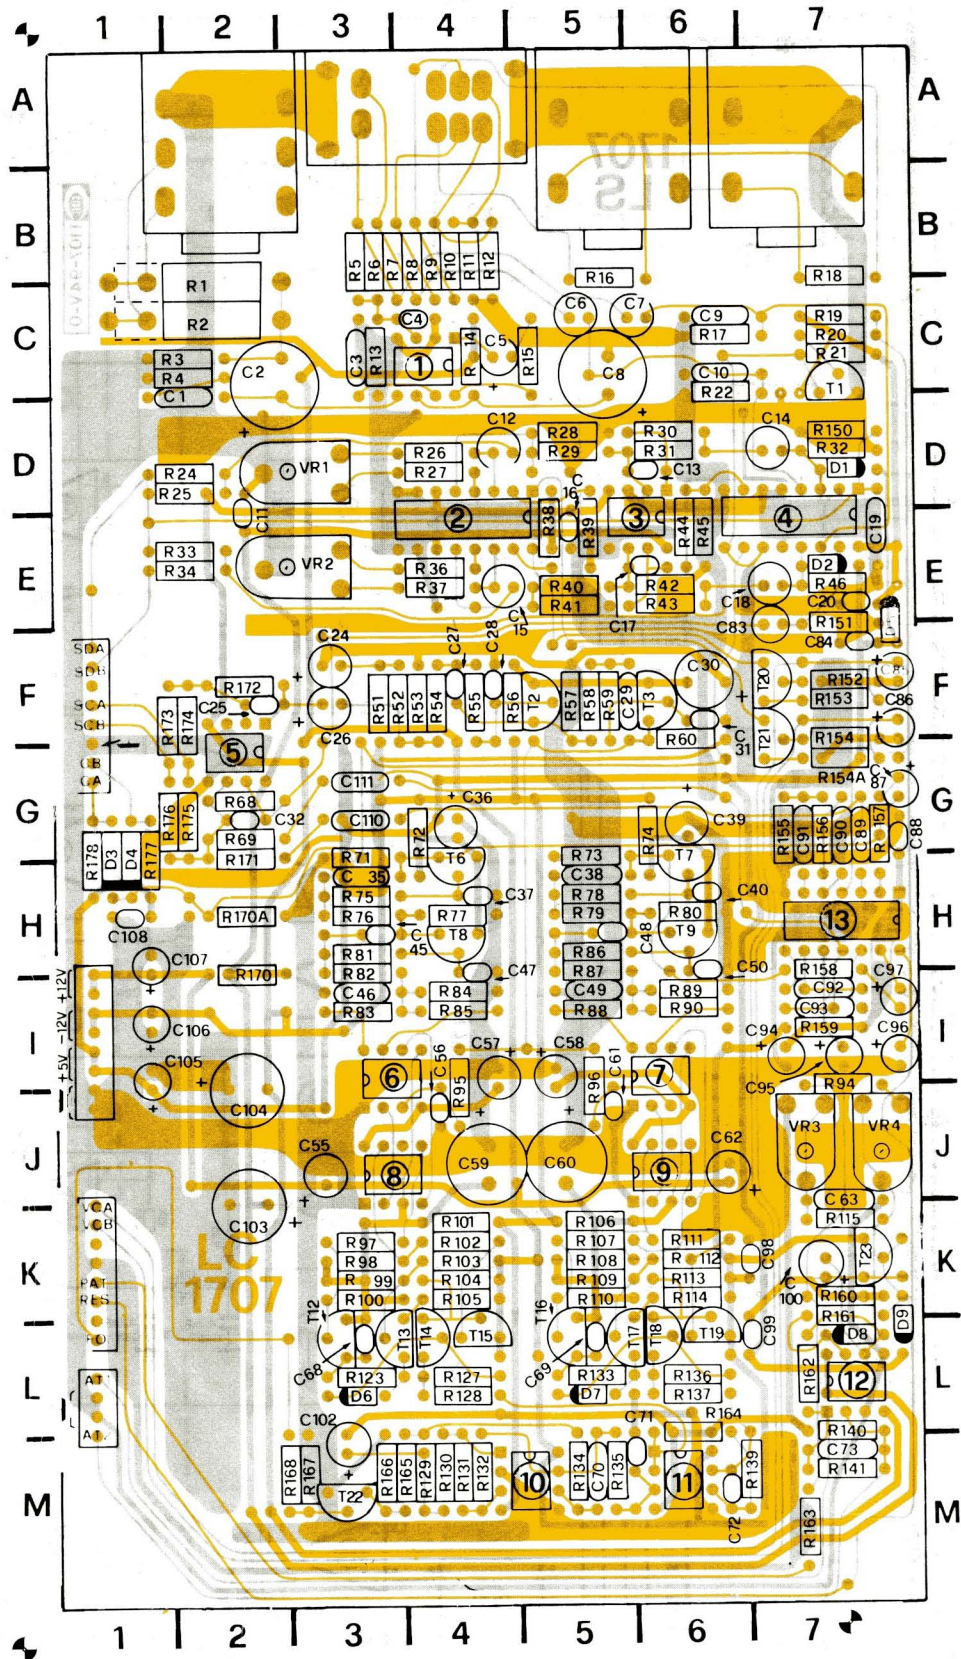 1 2 3 4 5 6 7
A A
1707
LS
B B
R5 R6 R7 R8 R9 R10 R11 R12
R16 R18
R1
R2
C C
C4 C6 C7 C9 R19
R17 R20
C3 R13 1 R14 C5 R15 C8 R21
R3 C2 C10 T1
R4 R22
C1 +
+ C12 + C14
D D
R28 R30 R150
R26 R29 R31 R32
R24 VR1 R27 C13 D1
R25 C16
C11 2 R38 R39 3 R44 R45 4 C19
E E
R33 VR2 R36 R40 R42 D2
R34 R37 R41 R43 R46
C18 C20
C15 C17 C83 R151
C84
SDA C24 C27 C28
SDB
F F
R172 C30 T20 R152
SCA C25 R51 R52 R53 R54 R55 R56 T2 R57 R58 R59 C29 T3 R153 C86
SCB R173 R174 C26 R60 C31 T21 R154
5
CB C111 R154A C87
CA
G G
R68 C36 C39
R176 R175 C32 C110 R72 R74 R155 C91 R156 C90 C89 R157 C88
R69
R178 D3 D4 R177 R171 R71 T6 R73 T7
C35 C38
R75 C37 R78 C40
H H
C108 R170A R76 R77 R79 R80 13
T8 C48 T9
C107 R81 C45 R86
+12V R170 R82 C47 R87 C50 R158 C97
C46 R84 C49 R89 C92
-12V R83 R85 R88 R90 C93
I I
C106 R159
C56 C57 C58 C61 C94 C96
+5V C105 6 R95 R96 7 C95
C104 R94
J J
C55 C62 VR3 VR4
8 C59 C60 9
C63
VCA C103 R101 R106 R115
VCB
K K
LC R97 R102 R107 R111 C98 T23
1707 R98 R103 R108 R112
PAT R99 R104 R109 R113 C100
RES R100 R105 R110 R114 R160
T12 T16 R161 D9
T13 T14 T15 T17 T18 T19 C99 D8
L L
C68 R123 R127 C69 R133 R136 R162 12
D6 R128 D7 R137
C102 C71 R164 R140
C73
R141
M M
R168 R167 T22 R166 R165 R129 R130 R131 R132 10 R134 C70 R135 11 C72 R139
R163
1 2 3 4 5 6 7